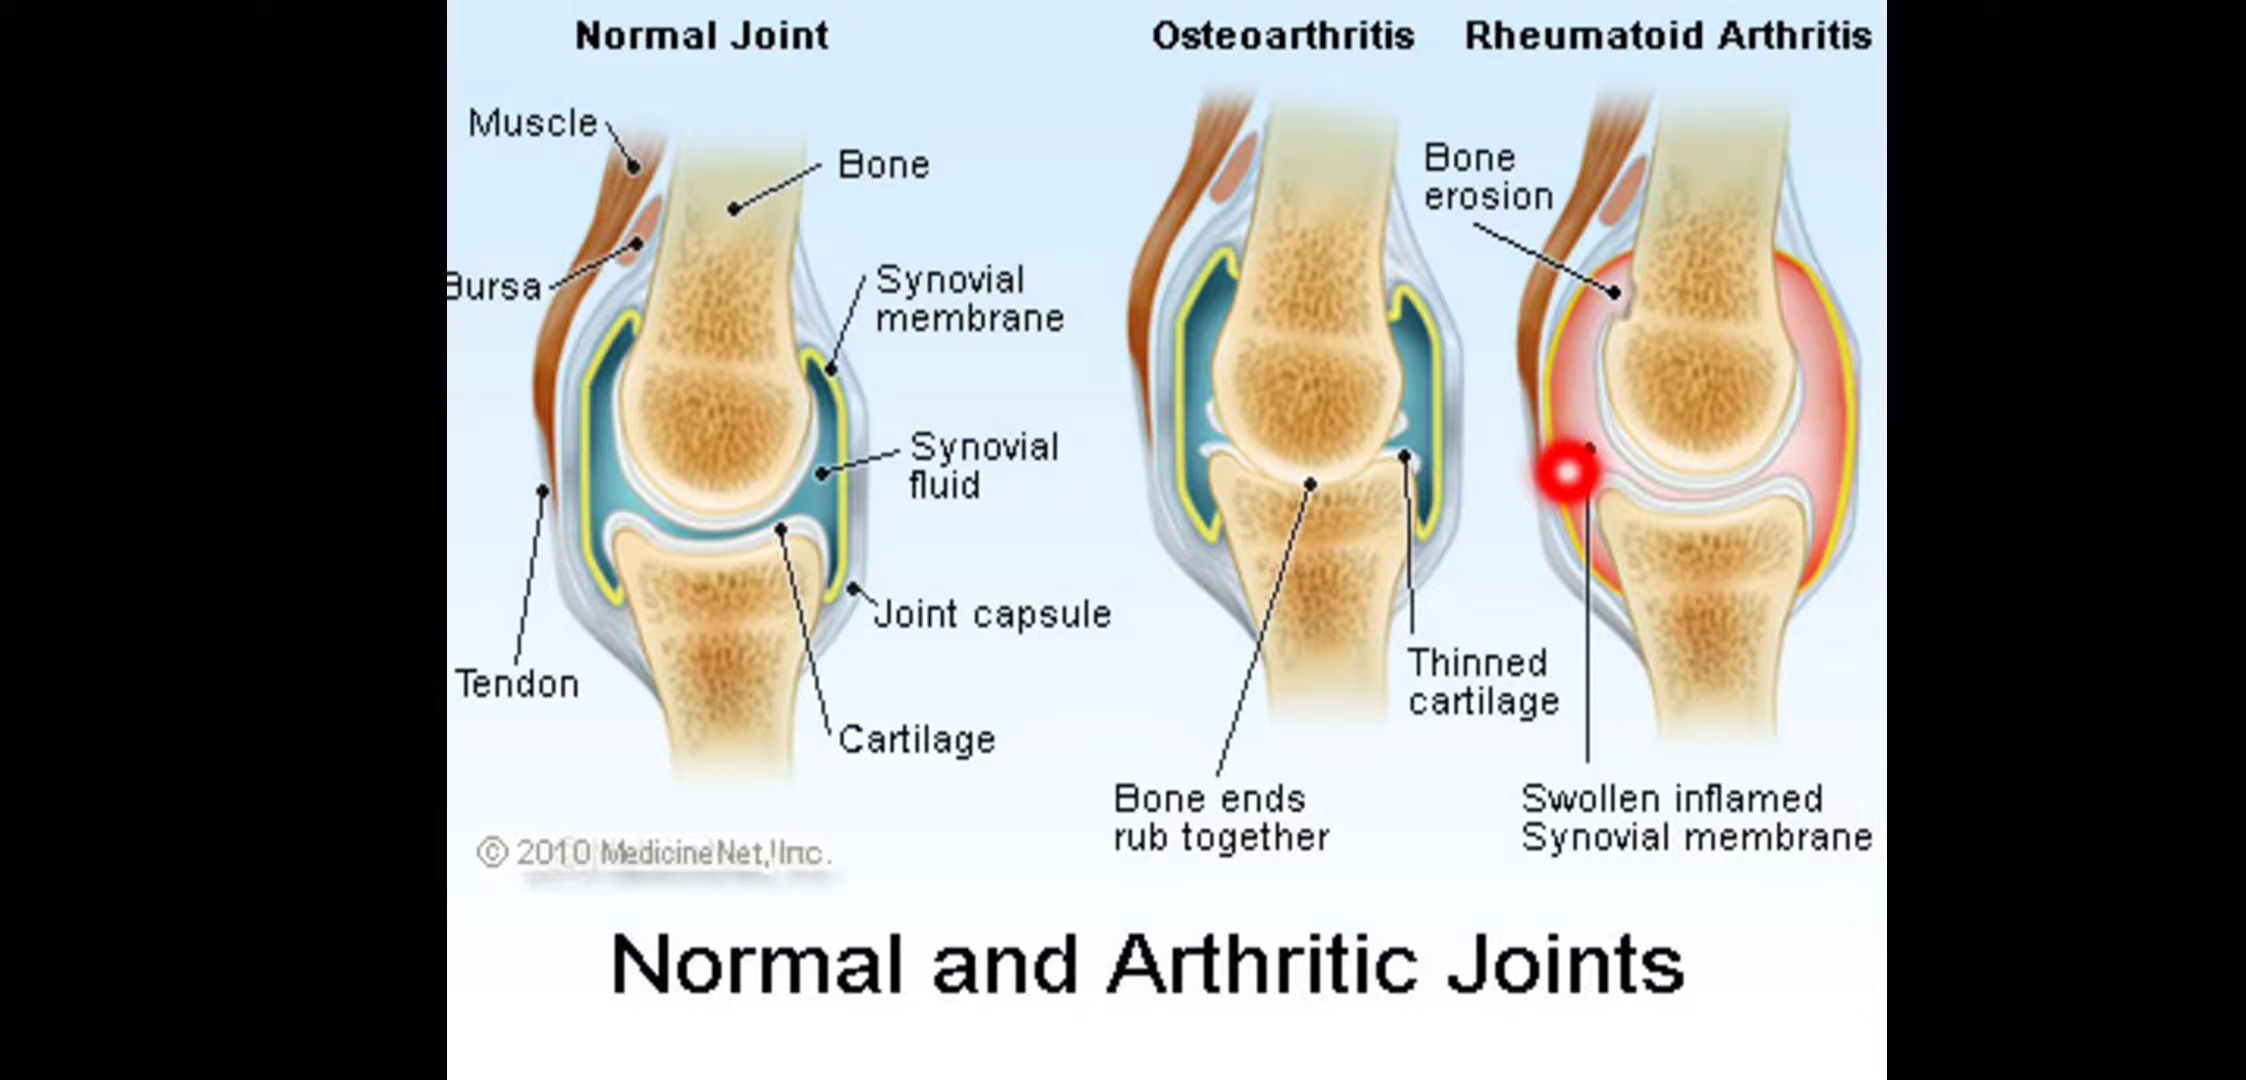 Normal Joint
Osteoarthritis
Rheumatoid Arthritis
Muscle
Bone
Bursa
Synovial
membrane
Synovial
fluid
Joint capsule
Tendon
Cartilage
Bone
erosion
Thinned
cartilage
Bone ends
rub together
Swollen inflamed
Synovial membrane
© 2010 MedicineNet, Inc.
Normal and Arthritic Joints